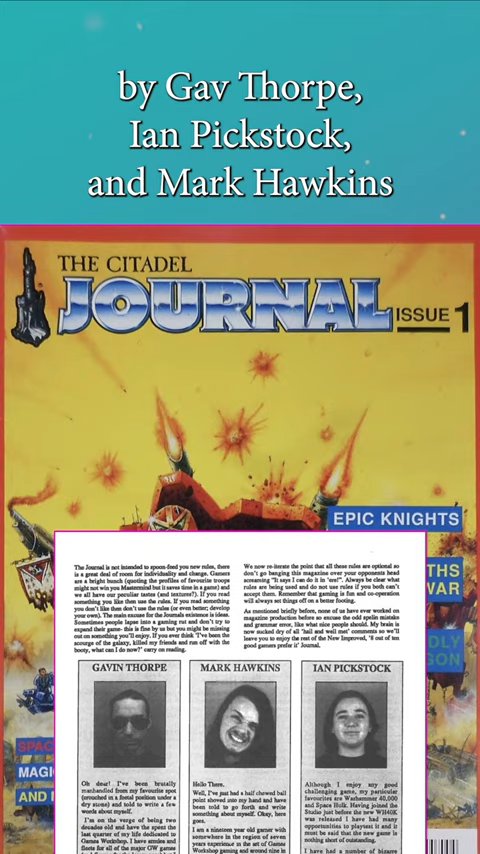 by Gav Thorpe,
Ian Pickstock,
and Mark Hawkins
THE CITADEL
JOURNAL ISSUE 1
EPIC KNIGHTS
THS
WAR
DLY
SON
SPAC
MAGI
AND
The Journal is not intended to spoon-feed you new rules, there
is a great deal of room for individuality and change. Gamers
are a bright bunch (quoting the profiles of favourite troops
might not win you Mastermind but it saves time in a game) and
we all have our peculiar tastes (and textures?). If you read
something you like then use the rules. If you read something
you don't like then don't use the rules (or even better; develop
your own). The main excuse for the Journals existence is ideas.
Sometimes people lapse into a gaming rut and don't try to
expand their game- this is fine by us but you might be missing
out on something you'll enjoy. If you ever think 'I've been the
scourge of the galaxy, killed my friends and run off with the
booty, what can I do now?' carry on reading.
We now re-iterate the point that all these rules are optional so
don't go banging this magazine over your opponents head
screaming "It says I can do it in 'ere!". Always be clear what
rules are being used and do not use rules if you both can't
accept them. Remember that gaming is fun and co-operation
will always set things off on a better footing.
As mentioned briefly before, none of us have ever worked on
magazine production before so excuse the odd spellin mistake
and grammar error, like what nice people should. My brain is
now sucked dry of all 'hail and well met' comments so we'll
leave you to enjoy the rest of the New Improved, '8 out of ten
gamers prefer it' Journal.
GAVIN THORPE
Oh dear! I've been brutally
manhandled from my favourite spot
(crouched in a foetal position under a
dry stone) and told to write a few
words about myself.
I'm on the verge of being two
decades old and have the spent the
last quarter of my life dedicated to
Games Workshop. I have armies and
fleets for all of the major GW games
MARK HAWKINS
Hello There.
Well, I've just had a half chewed ball
point shoved into my hand and have
been told to go forth and write
something about myself. Okay, here
goes.
I am a nineteen year old gamer with
somewhere in the region of seven
years experience in the art of Games
Workshop gaming and around nine in
IAN PICKSTOCK
Although I enjoy any good
challenging game, my particular
favourites are Warhammer 40,000
and Space Hulk. Having joined the
Studio just before the new WH40K
was released I have had many
opportunities to playtest it and it
must be said that the new game is
nothing short of excellent.
I have had a number of bizarre